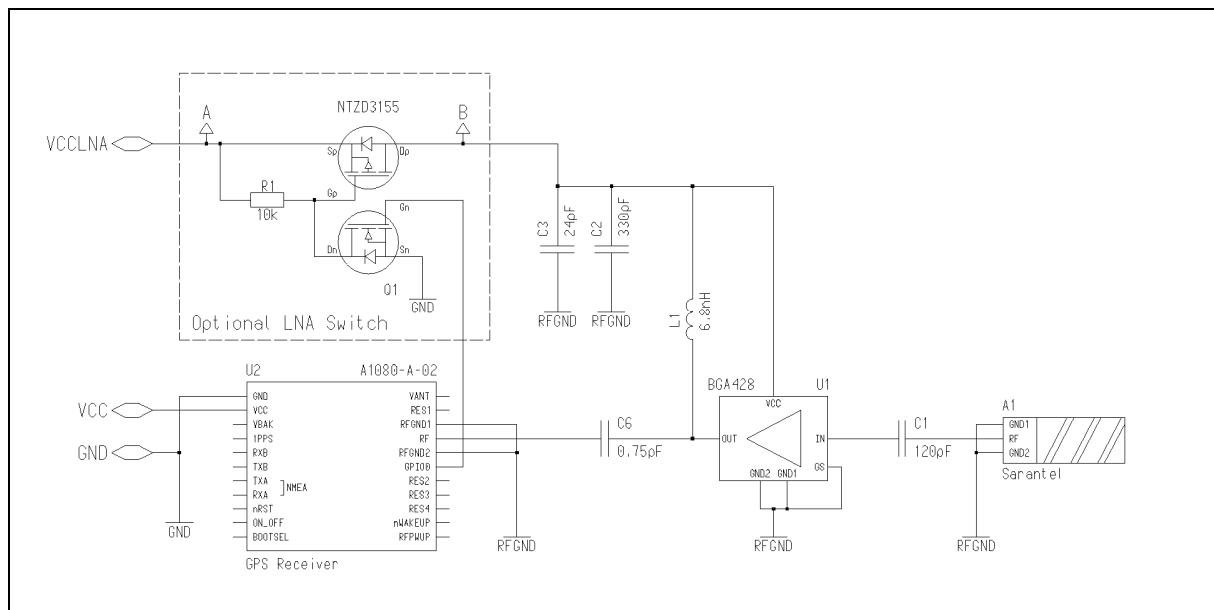 NTZD3155
A
B
VCCLNA
Sp
Dp
R1
10k
Gp
Gn
Dn
Sn
Q1
GND
Optional LNA Switch
C3
24pF
C2
330pF
RFGND
RFGND
L1
6.8nH
U2
A1080-A-02
GND
VCC
VBAK
1PPS
RXB
TXB
TXA
RXA
nRST
ON_OFF
BOOTSEL
NMEA
VANT
RES1
RFGND1
RF
RFGND2
GPIO0
RES2
RES3
RES4
nWAKEUP
RFPWUP
GPS Receiver
VCC
GND
GND
RFGND
C6
0.75pF
BGA428
U1
VCC
OUT
IN
GS
GND2
GND1
RFGND
C1
120pF
A1
GND1
RF
GND2
Sarantel
RFGND